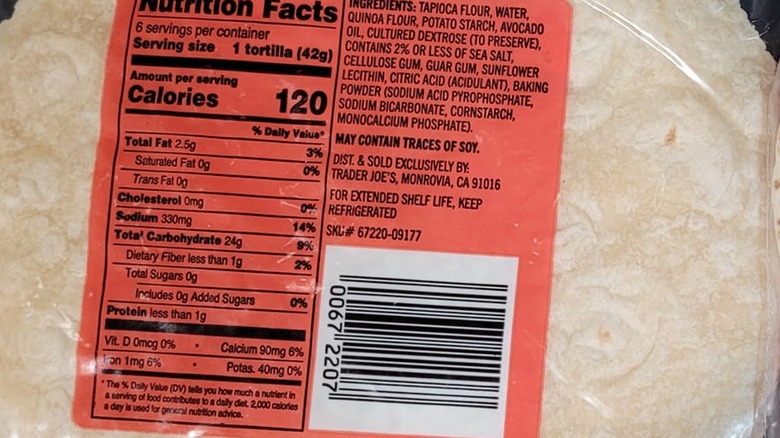 Nutrition Facts
6 servings per container
Serving size 1 tortilla (42g)
Amount per serving
Calories 120
% Daily Value*
Total Fat 2.5g 3%
Saturated Fat 0g 0%
Trans Fat 0g
Cholesterol 0mg 0%
Sodium 330mg 14%
Total Carbohydrate 24g 9%
Dietary Fiber less than 1g 2%
Total Sugars 0g
Includes 0g Added Sugars 0%
Protein less than 1g
Vit. D 0mcg 0% • Calcium 90mg 6%
Iron 1mg 6% • Potas. 40mg 0%
*The % Daily Value (DV) tells you how much a nutrient in
a serving of food contributes to a daily diet. 2,000 calories
a day is used for general nutrition advice.
INGREDIENTS: TAPIOCA FLOUR, WATER,
QUINOA FLOUR, POTATO STARCH, AVOCADO
OIL, CULTURED DEXTROSE (TO PRESERVE),
CONTAINS 2% OR LESS OF SEA SALT,
CELLULOSE GUM, GUAR GUM, SUNFLOWER
LECITHIN, CITRIC ACID (ACIDULANT), BAKING
POWDER (SODIUM ACID PYROPHOSPHATE,
SODIUM BICARBONATE, CORNSTARCH,
MONOCALCIUM PHOSPHATE).
MAY CONTAIN TRACES OF SOY.
DIST. & SOLD EXCLUSIVELY BY:
TRADER JOE'S, MONROVIA, CA 91016
FOR EXTENDED SHELF LIFE, KEEP
REFRIGERATED
SKU# 67220-09177
0067 2207